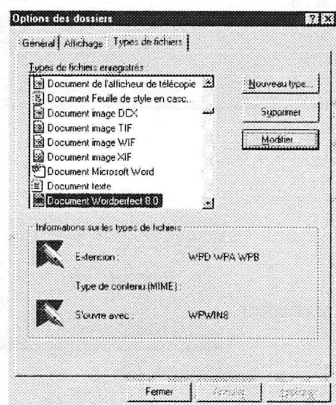 Options des dossiers
Général Affichage Types de fichiers
Types de fichiers enregistrés :
Document de l'afficheur de télécopie
Document Feuille de style en casc...
Document image DCX
Document image TIF
Document image WIF
Document image XIF
Document Microsoft Word
Document texte
Document Wordperfect 8.0
Nouveau type...
Supprimer
Modifier
Informations sur les types de fichiers
Extension : WPD WPA WPB
Type de contenu (MIME) :
S'ouvre avec : WPWIN8
Fermer Annuler